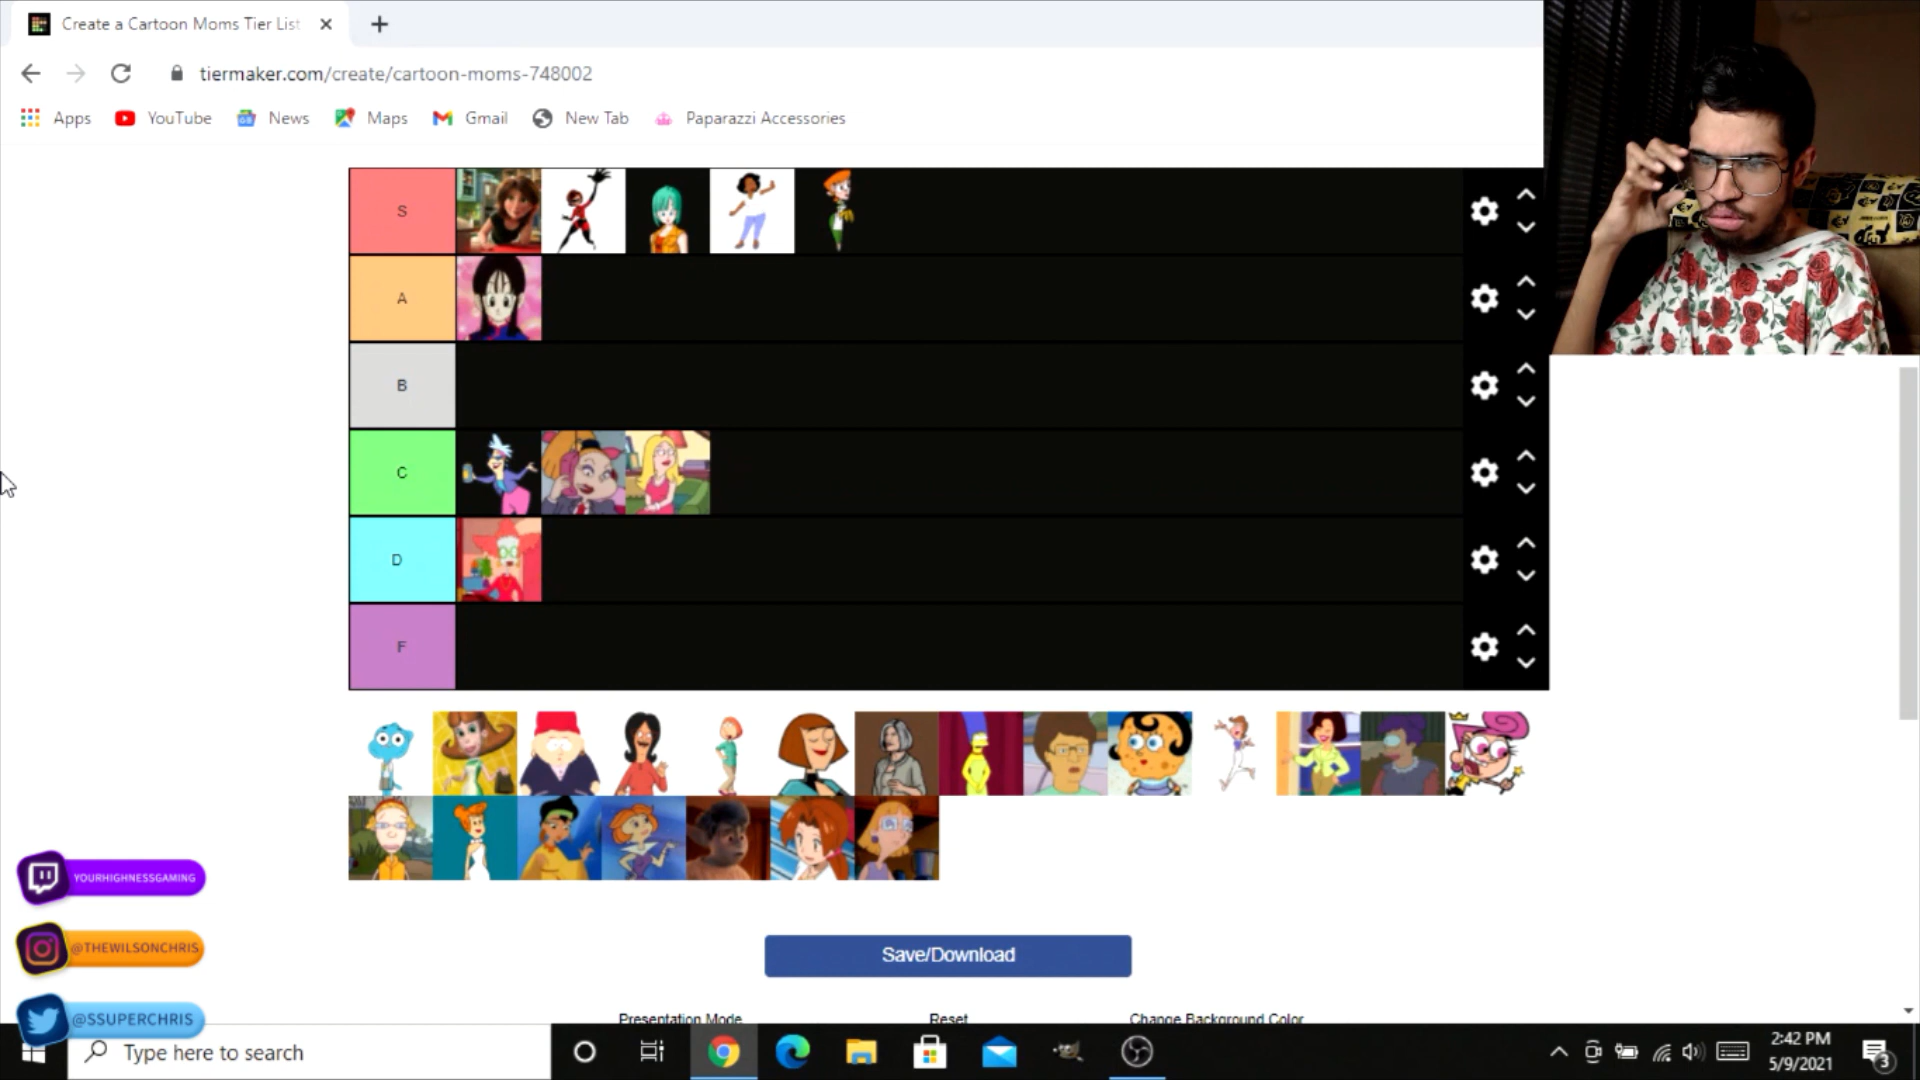 Create a Cartoon Moms Tier List
tiermaker.com/create/cartoon-moms-748002
Apps YouTube News Maps Gmail New Tab Paparazzi Accessories
S
A
B
C
D
F
YOURHIGHNESSGAMING
@THEWILSONCHRIS
@SSUPERCHRIS
Save/Download
Presentation Mode Reset Change Background Color
Type here to search
2:42 PM
5/9/2021
3